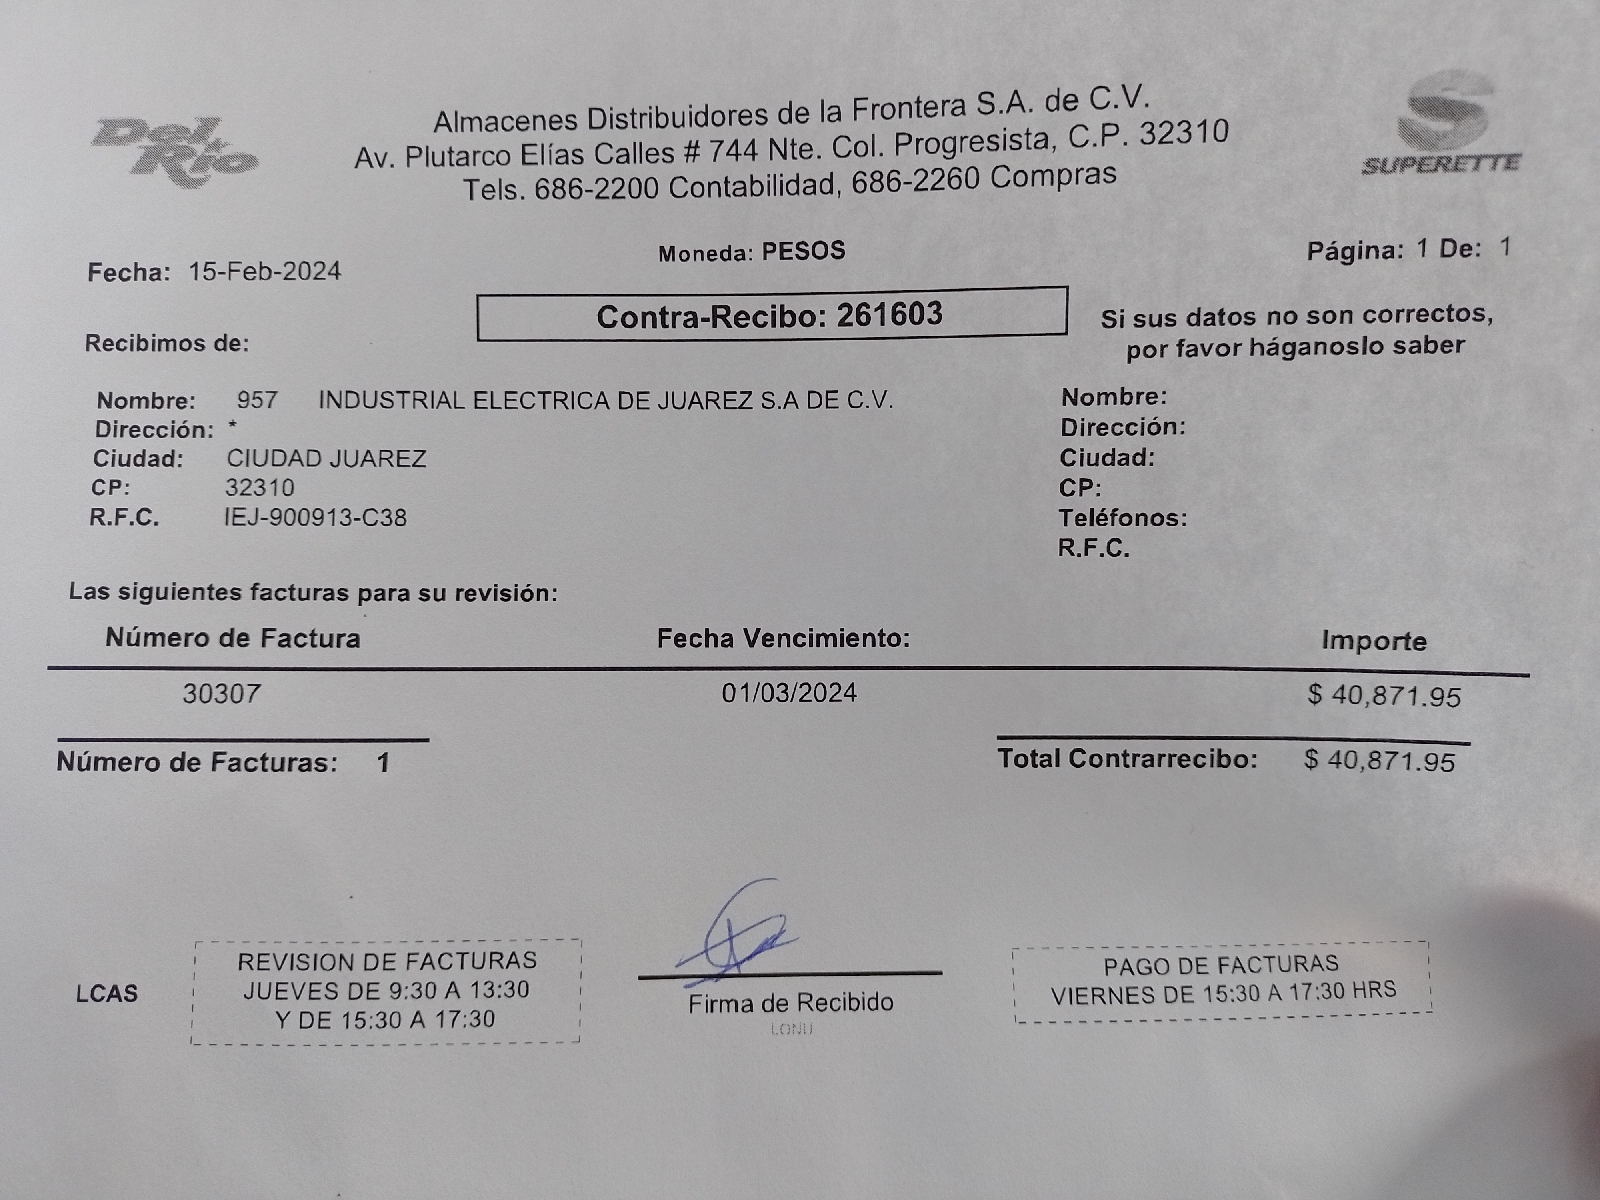 Del Rio
Almacenes Distribuidores de la Frontera S.A. de C.V.
Av. Plutarco Elías Calles # 744 Nte. Col. Progresista, C.P. 32310
Tels. 686-2200 Contabilidad, 686-2260 Compras
S
SUPERETTE
Fecha: 15-Feb-2024
Moneda: PESOS
Página: 1 De: 1
Contra-Recibo: 261603
Si sus datos no son correctos,
por favor háganoslo saber
Recibimos de:
Nombre: 957 INDUSTRIAL ELECTRICA DE JUAREZ S.A DE C.V.
Dirección: *
Ciudad: CIUDAD JUAREZ
CP: 32310
R.F.C. IEJ-900913-C38
Nombre:
Dirección:
Ciudad:
CP:
Teléfonos:
R.F.C.
Las siguientes facturas para su revisión:
Número de Factura Fecha Vencimiento: Importe
30307 01/03/2024 $ 40,871.95
Número de Facturas: 1 Total Contrarrecibo: $ 40,871.95
LCAS
REVISION DE FACTURAS
JUEVES DE 9:30 A 13:30
Y DE 15:30 A 17:30
Firma de Recibido
LONU
PAGO DE FACTURAS
VIERNES DE 15:30 A 17:30 HRS